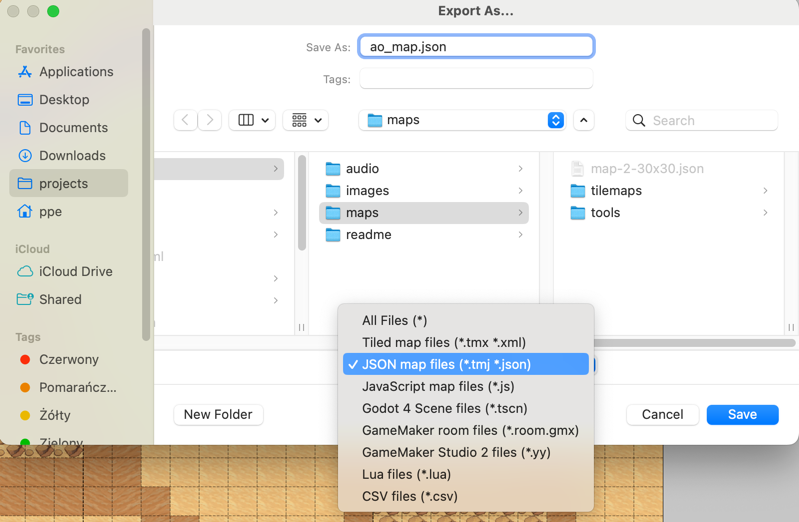 Export As...
Favorites
Applications
Desktop
Documents
Downloads
projects
ppe
iCloud
iCloud Drive
Shared
Tags
Czerwony
Pomarańcz...
Żółty
Zielony
Save As: ao_map.json
Tags:
maps
Search
audio
images
maps
readme
ml
map-2-30x30.json
tilemaps
tools
All Files (*)
Tiled map files (*.tmx *.xml)
JSON map files (*.tmj *.json)
JavaScript map files (*.js)
Godot 4 Scene files (*.tscn)
GameMaker room files (*.room.gmx)
GameMaker Studio 2 files (*.yy)
Lua files (*.lua)
CSV files (*.csv)
New Folder
Cancel
Save